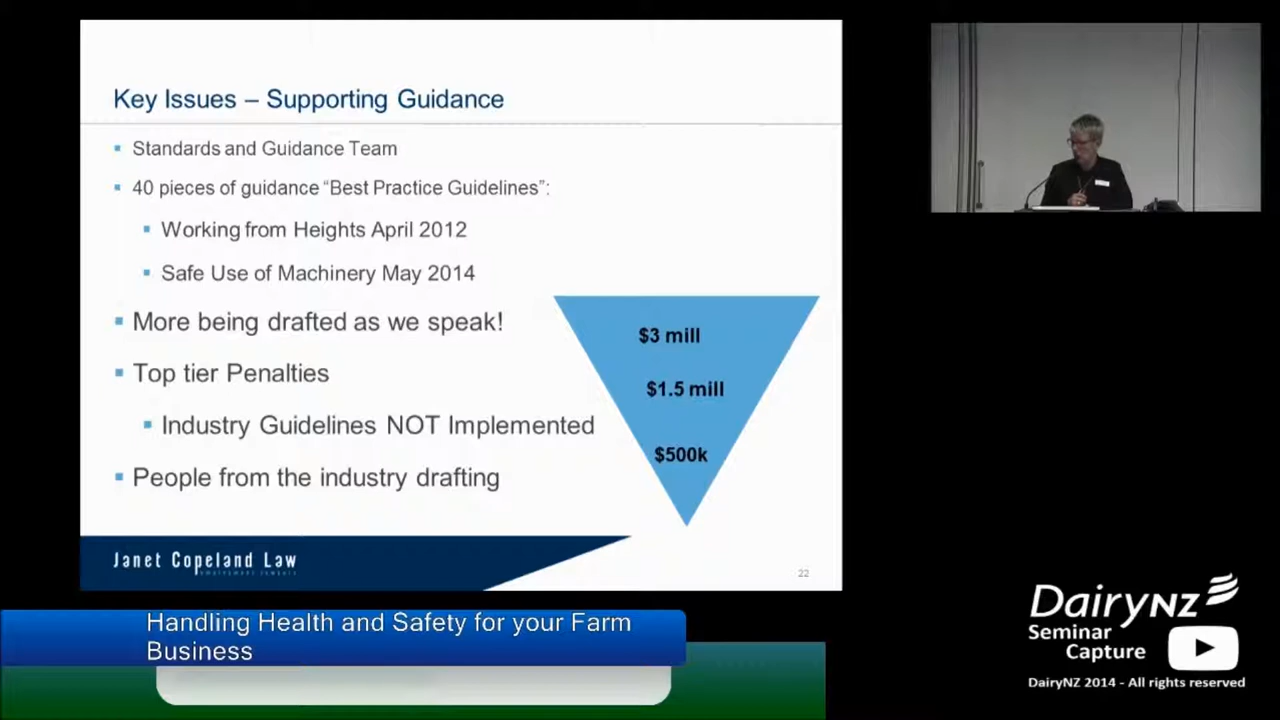 Key Issues – Supporting Guidance
Standards and Guidance Team
40 pieces of guidance “Best Practice Guidelines”:
Working from Heights April 2012
Safe Use of Machinery May 2014
More being drafted as we speak!
Top tier Penalties
Industry Guidelines NOT Implemented
People from the industry drafting
$3 mill
$1.5 mill
$500k
Janet Copeland Law
22
Handling Health and Safety for your Farm
Business
DairyNZ
Seminar
Capture
DairyNZ 2014 - All rights reserved